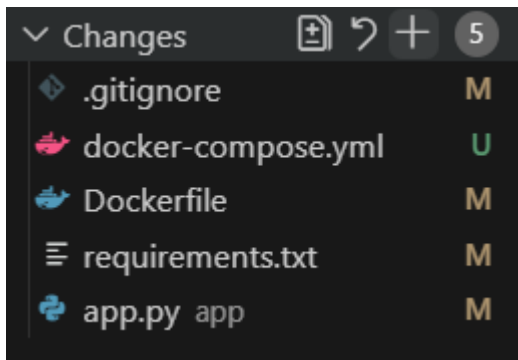 Changes 5
.gitignore M
docker-compose.yml U
Dockerfile M
requirements.txt M
app.py app M